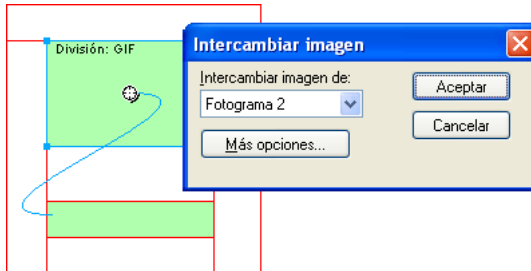 División: GIF
Intercambiar imagen
Intercambiar imagen de:
Fotograma 2
Más opciones...
Aceptar
Cancelar